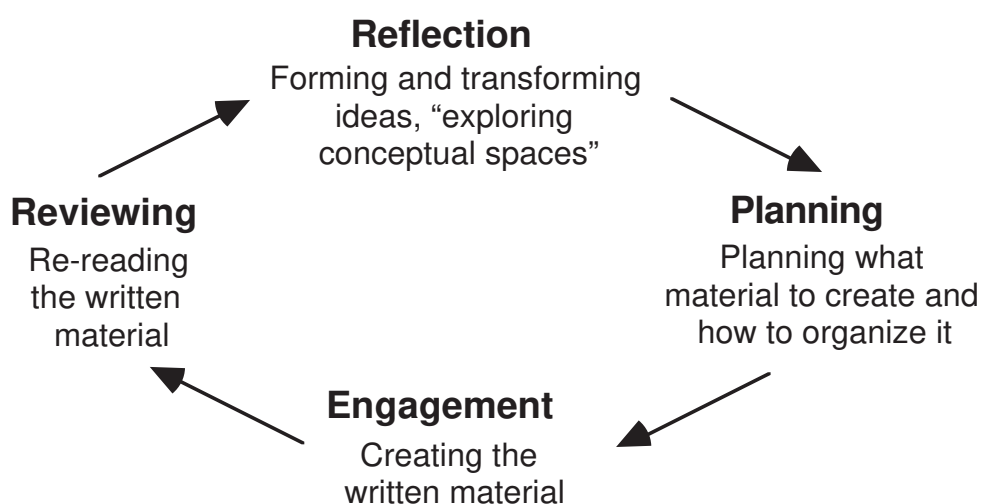 Reflection
Forming and transforming
ideas, “exploring
conceptual spaces”
Planning
Planning what
material to create and
how to organize it
Engagement
Creating the
written material
Reviewing
Re-reading
the written
material